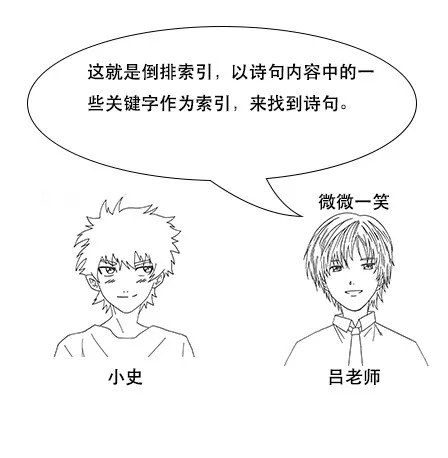 这就是倒排索引，以诗句内容中的一
些关键字作为索引，来找到诗句。
微微一笑
小史
吕老师